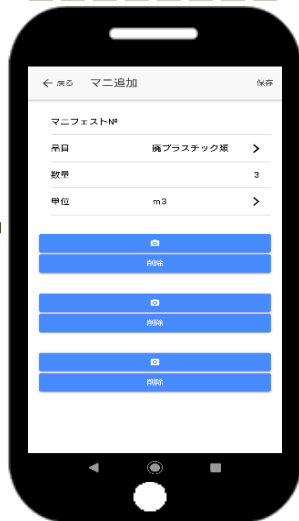 ← 戻る マニ追加 保存
マニフェスト№
品目 廃プラスチック類
数量 3
単位 m3
削除
削除
削除